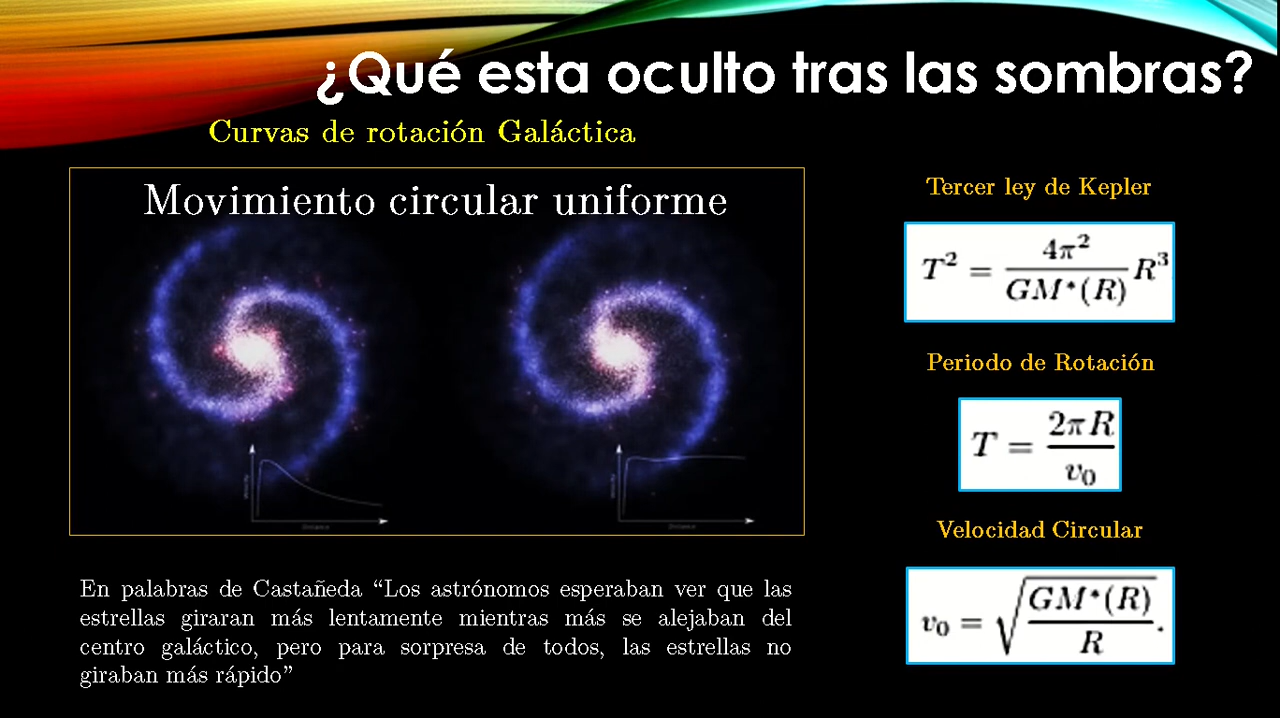 ¿Qué esta oculto tras las sombras?
Curvas de rotación Galáctica
Movimiento circular uniforme
Distance
Distance
En palabras de Castañeda “Los astrónomos esperaban ver que las
estrellas giraran más lentamente mientras más se alejaban del
centro galáctico, pero para sorpresa de todos, las estrellas no
giraban más rápido”
Tercer ley de Kepler
T² = 4π² / GM*(R) R³
Periodo de Rotación
T = 2πR / v₀
Velocidad Circular
v₀ = √(GM*(R) / R).